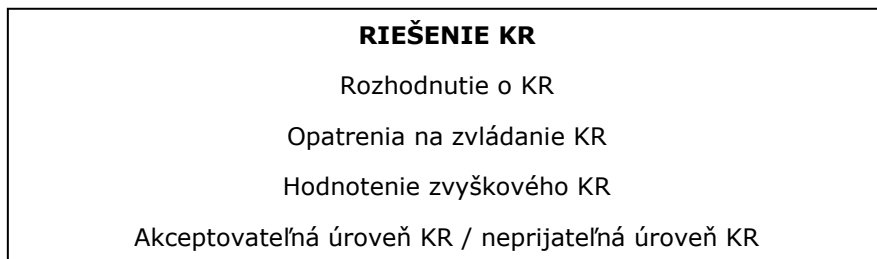 RIEŠENIE KR
Rozhodnutie o KR
Opatrenia na zvládanie KR
Hodnotenie zvyškového KR
Akceptovateľná úroveň KR / neprijateľná úroveň KR